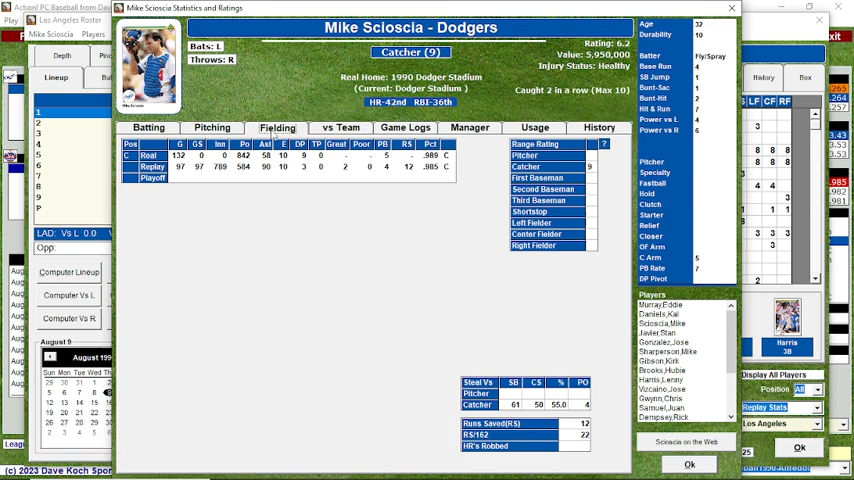 Action! PC Baseball from Da
Play
Los Angeles Roster
Mike Scioscia Players
Depth
Lineup
1
2
3
4
5
6
7
8
9
P
LAD: Vs L 0.0
Opp:
Computer Lineup
Computer Vs L
Computer Vs R
August 9
August 199
Sun Mon Tue
29 30 31 1
5 6 7 8
12 13 14 15
19 20 21 22
26 27 28 29
2 3 4 5
(c) 2023 Dave Koch Spor
Mike Scioscia Statistics and Ratings
Mike Scioscia - Dodgers
Bats: L
Throws: R
Catcher (9)
Real Home: 1990 Dodger Stadium
(Current: Dodger Stadium )
HR-42nd RBI-36th
Rating: 6.2
Value: 5,950,000
Injury Status: Healthy
Caught 2 in a row (Max 10)
Batting Pitching Fielding vs Team Game Logs Manager Usage History
Pos G GS Inn Po Ast E DP TP Great Poor PB RS Pct
C Real 132 0 0 842 58 10 9 0 - - 5 - .989 C
Replay 97 97 789 584 90 10 3 0 2 0 4 12 .985 C
Playoff
Range Rating ?
Pitcher
Catcher 9
First Baseman
Second Baseman
Third Baseman
Shortstop
Left Fielder
Center Fielder
Right Fielder
Steal Vs SB CS % PO
Pitcher
Catcher 61 50 55.0 4
Runs Saved(RS) 12
RS/162 22
HR's Robbed
Age 32
Durability 10
Batter Fly/Spray
Base Run 4
SB Jump 1
Bunt-Sac 1
Bunt-Hit 2
Hit & Run 7
Power vs L 4
Power vs R 6
Pitcher
Specialty
Fastball
Hold
Clutch
Starter
Relief
Closer
OF Arm
C Arm 5
PB Rate 7
DP Pivot
Players
Murray,Eddie
Daniels,Kal
Scioscia,Mike
Javier,Stan
Gonzalez,Jose
Sharperson,Mike
Gibson,Kirk
Brooks,Hubie
Harris,Lenny
Vizcaino,Jose
Gwynn,Chris
Samuel,Juan
Dempsey,Rick
Scioscia on the Web
Ok
History Box
LF CF RF
Harris
3B
Display All Players
Position All
Replay Stats
Los Angeles
Ok